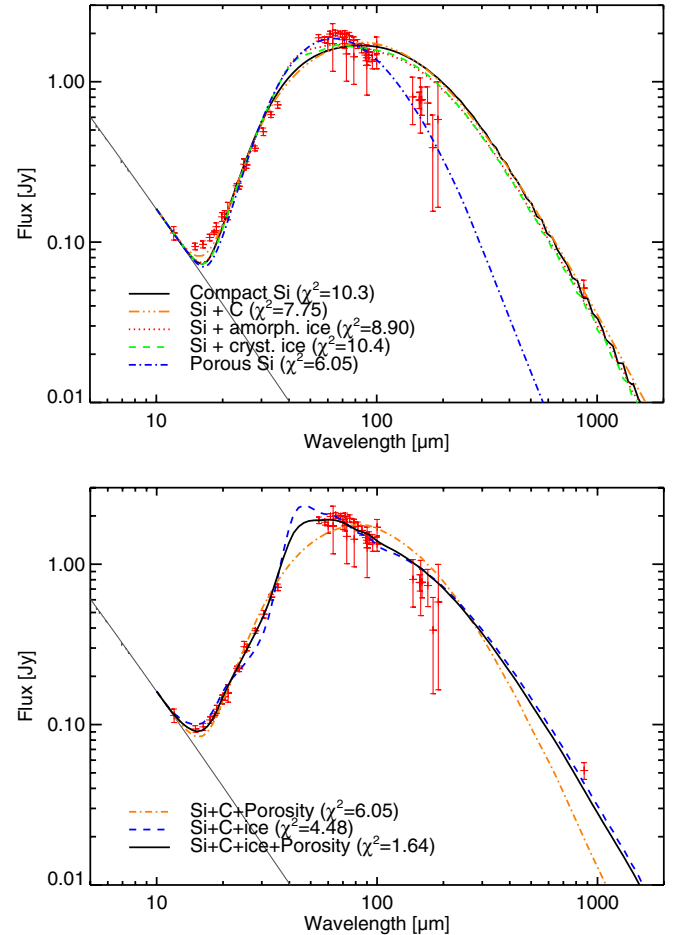 Flux [Jy]
1.00
0.10
0.01
Compact Si (χ²=10.3)
Si + C (χ²=7.75)
Si + amorph. ice (χ²=8.90)
Si + cryst. ice (χ²=10.4)
Porous Si (χ²=6.05)
10 100 1000
Wavelength [µm]
Flux [Jy]
1.00
0.10
0.01
Si+C+Porosity (χ²=6.05)
Si+C+ice (χ²=4.48)
Si+C+ice+Porosity (χ²=1.64)
10 100 1000
Wavelength [µm]